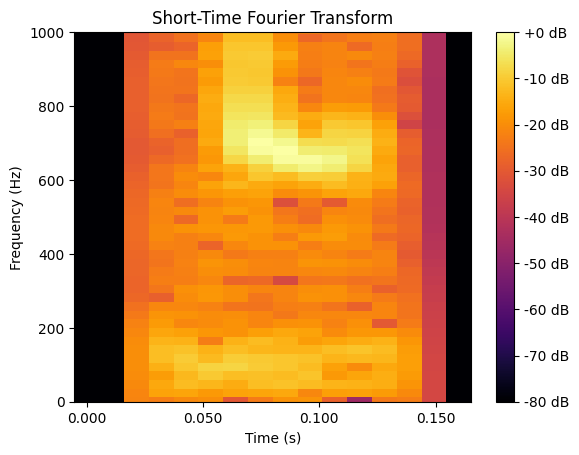 Short-Time Fourier Transform
1000
800
600
400
200
0
Frequency (Hz)
0.000
0.050
0.100
0.150
Time (s)
+0 dB
-10 dB
-20 dB
-30 dB
-40 dB
-50 dB
-60 dB
-70 dB
-80 dB